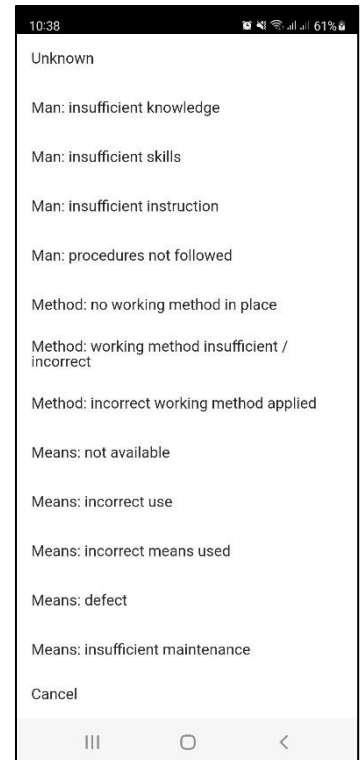 10:38
61%
Unknown
Man: insufficient knowledge
Man: insufficient skills
Man: insufficient instruction
Man: procedures not followed
Method: no working method in place
Method: working method insufficient /
incorrect
Method: incorrect working method applied
Means: not available
Means: incorrect use
Means: incorrect means used
Means: defect
Means: insufficient maintenance
Cancel